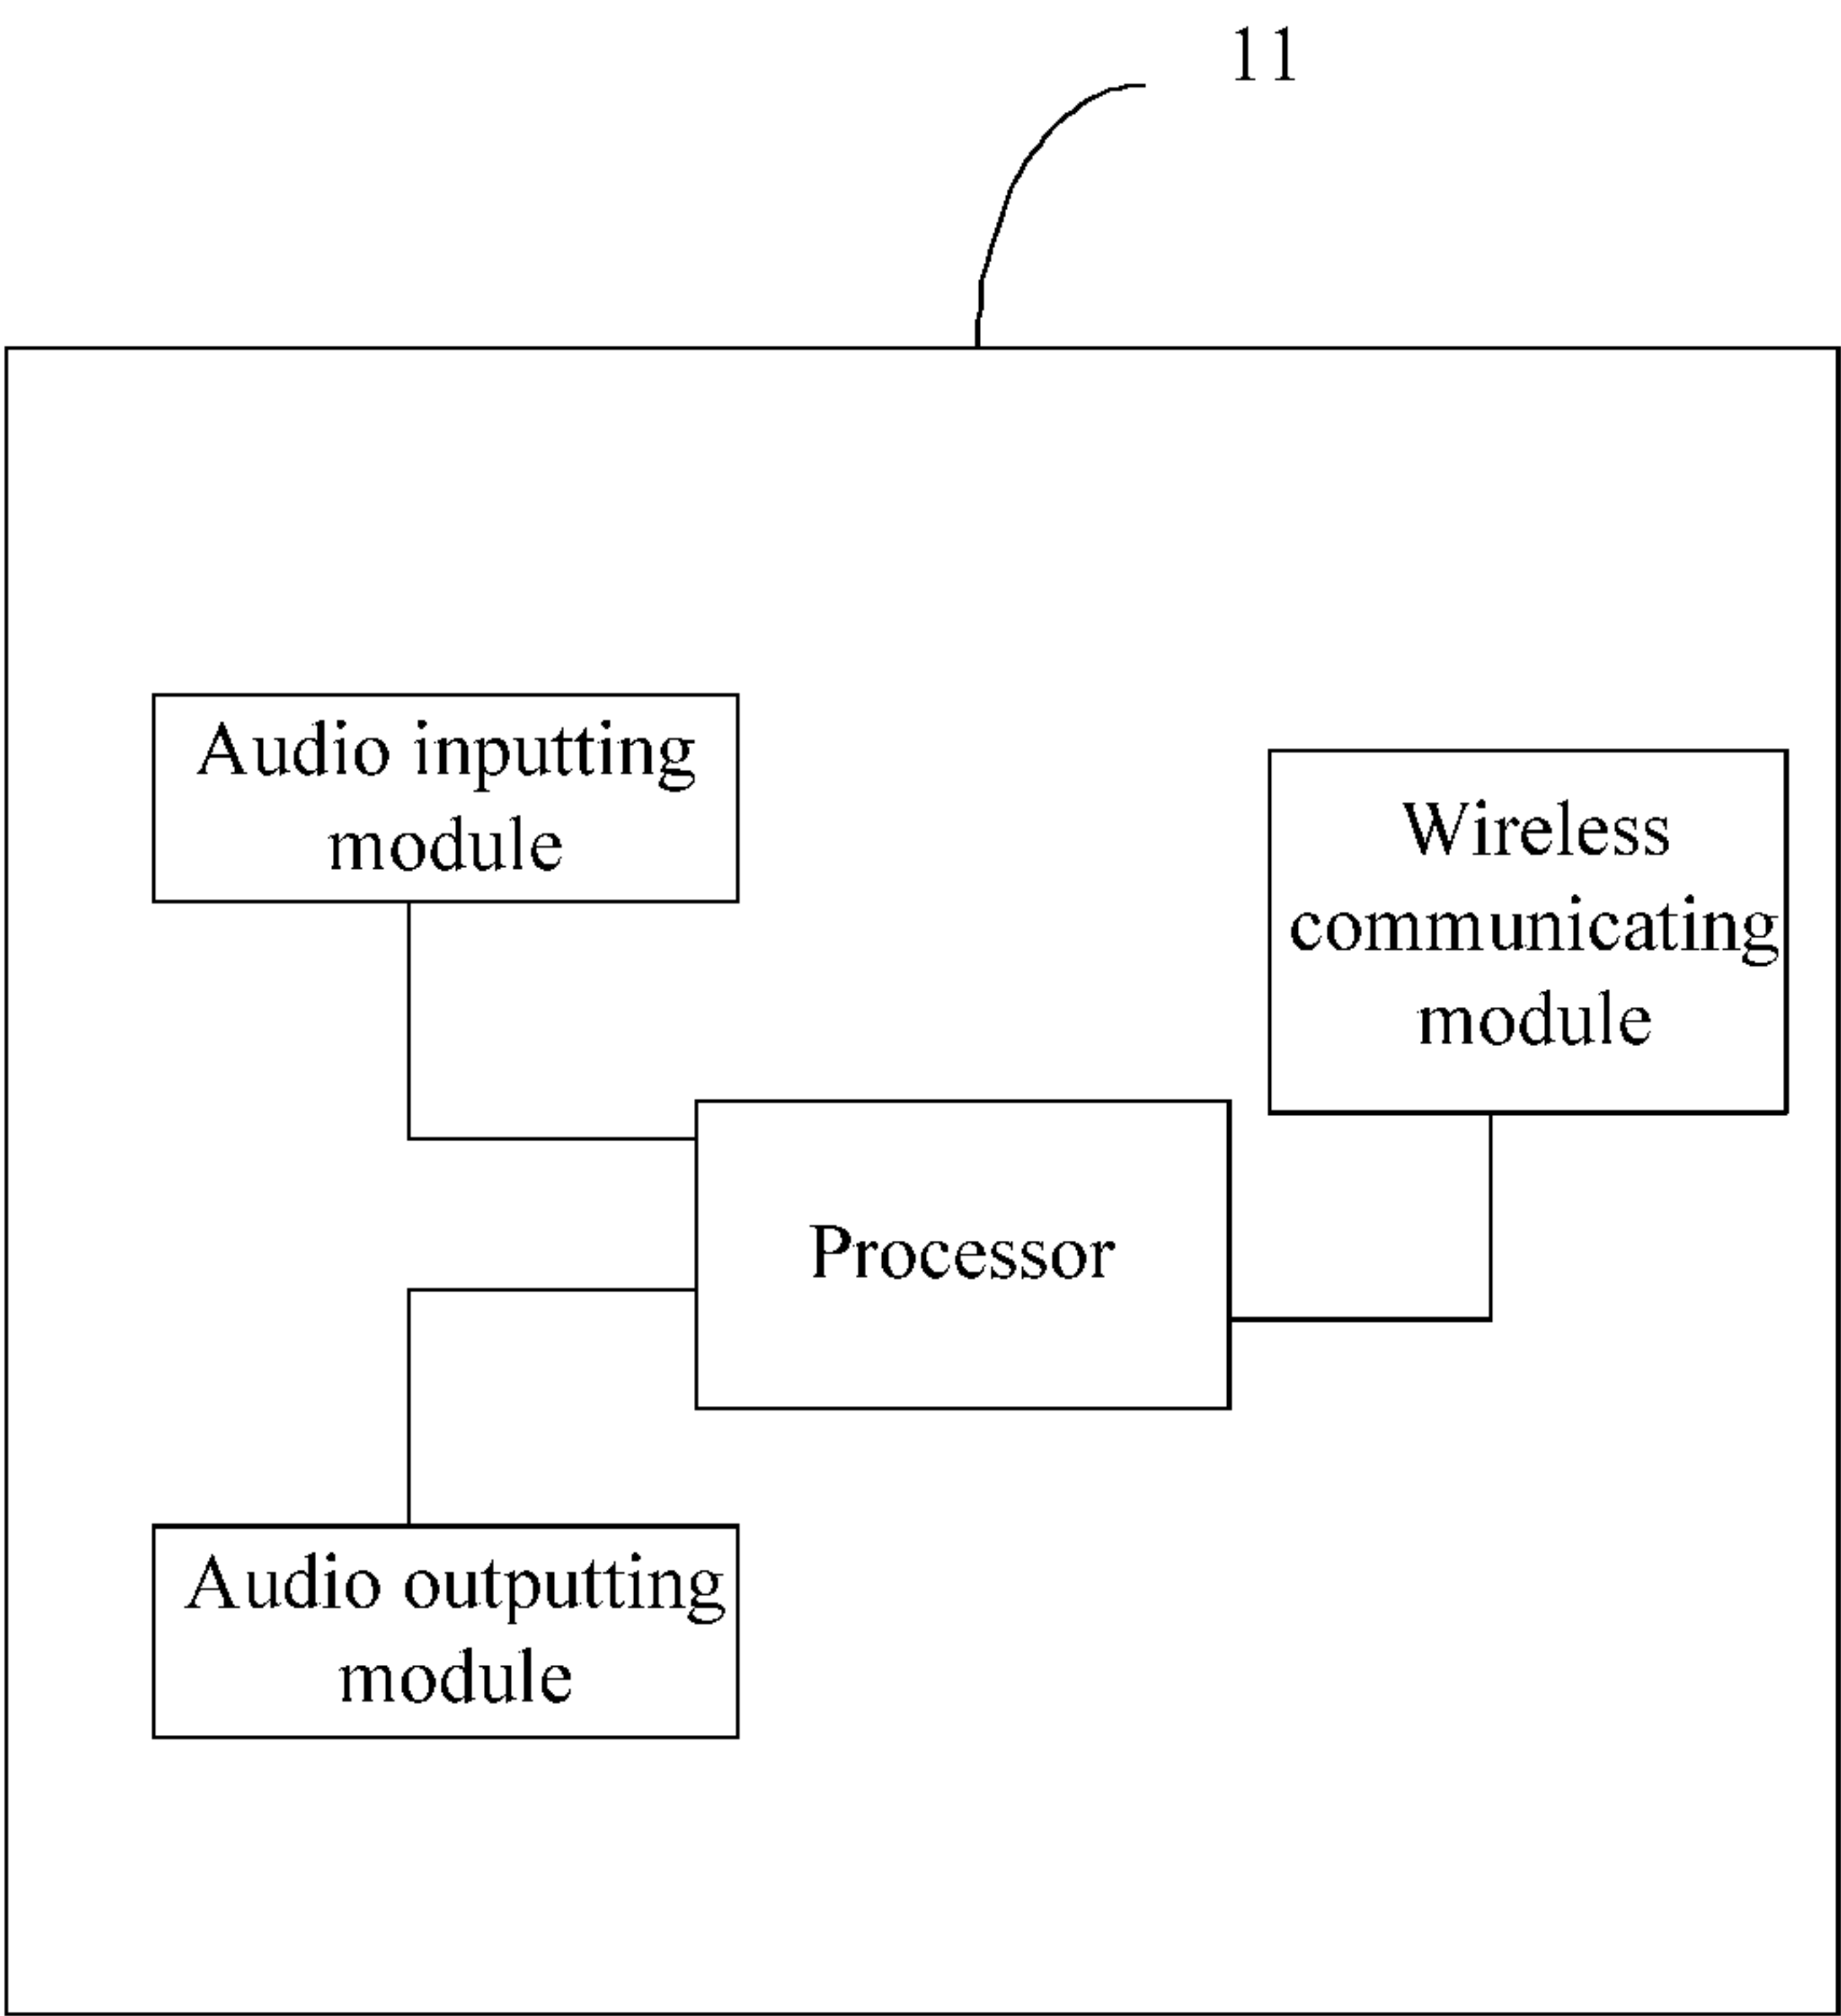 11
Audio inputting
module
Wireless
communicating
module
Processor
Audio outputting
module